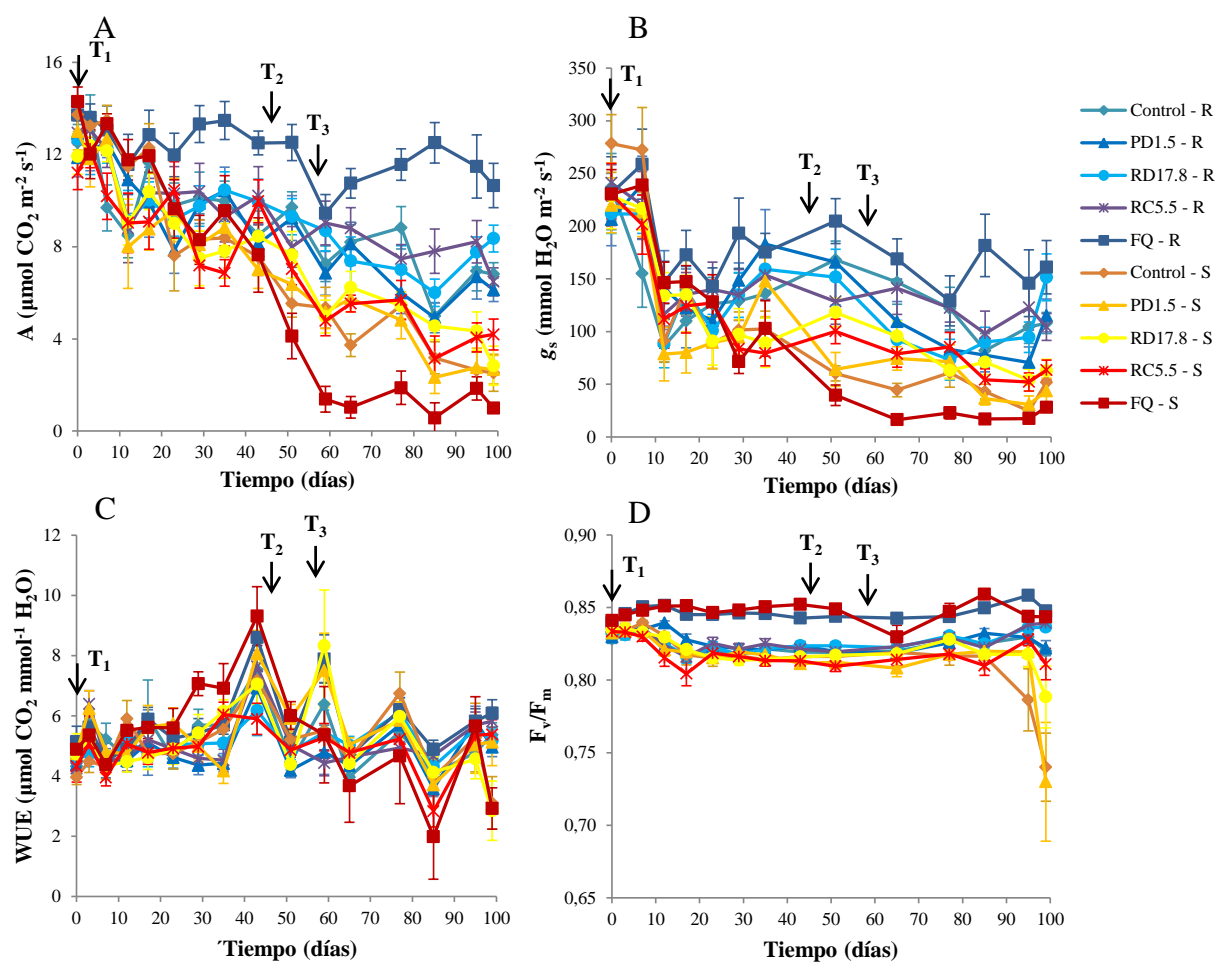 A
B
T1
T2
T3
A (µmol CO2 m-2 s-1)
16
12
8
4
0
0 10 20 30 40 50 60 70 80 90 100
Tiempo (días)
T1
T2
T3
gs (mmol H2O m-2 s-1)
350
300
250
200
150
100
50
0
0 10 20 30 40 50 60 70 80 90 100
Tiempo (días)
Control - R
PD1.5 - R
RD17.8 - R
RC5.5 - R
FQ - R
Control - S
PD1.5 - S
RD17.8 - S
RC5.5 - S
FQ - S
C
D
T1
T2
T3
WUE (µmol CO2 mmol-1 H2O)
12
10
8
6
4
2
0
0 10 20 30 40 50 60 70 80 90 100
´Tiempo (días)
T1
T2
T3
Fv/Fm
0,90
0,85
0,80
0,75
0,70
0,65
0 10 20 30 40 50 60 70 80 90 100
Tiempo (días)